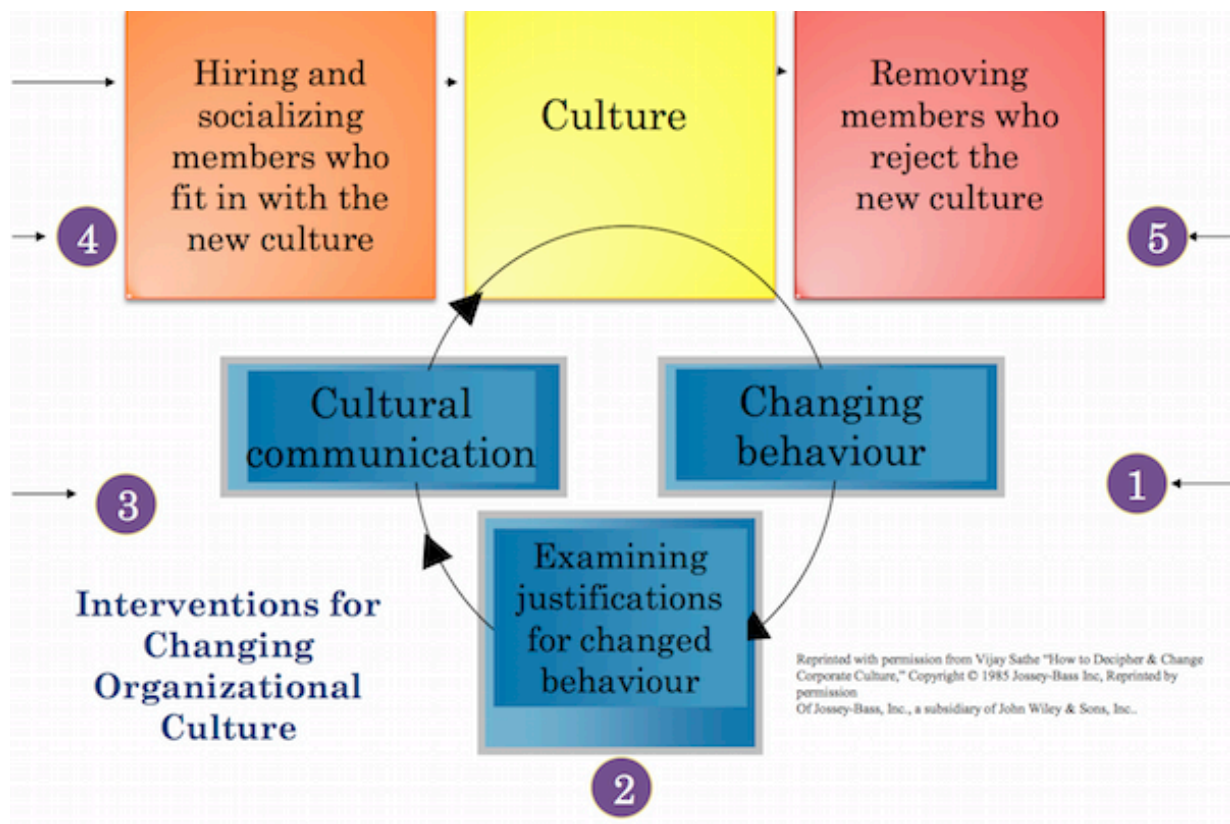 Hiring and
socializing
members who
fit in with the
new culture
Culture
Removing
members who
reject the
new culture
4
5
Cultural
communication
Changing
behaviour
3
1
Examining
justifications
for changed
behaviour
Interventions for
Changing
Organizational
Culture
Reprinted with permission from Vijay Sathe "How to Decipher & Change
Corporate Culture," Copyright © 1985 Jossey-Bass Inc, Reprinted by
permission
Of Jossey-Bass, Inc., a subsidiary of John Wiley & Sons, Inc..
2